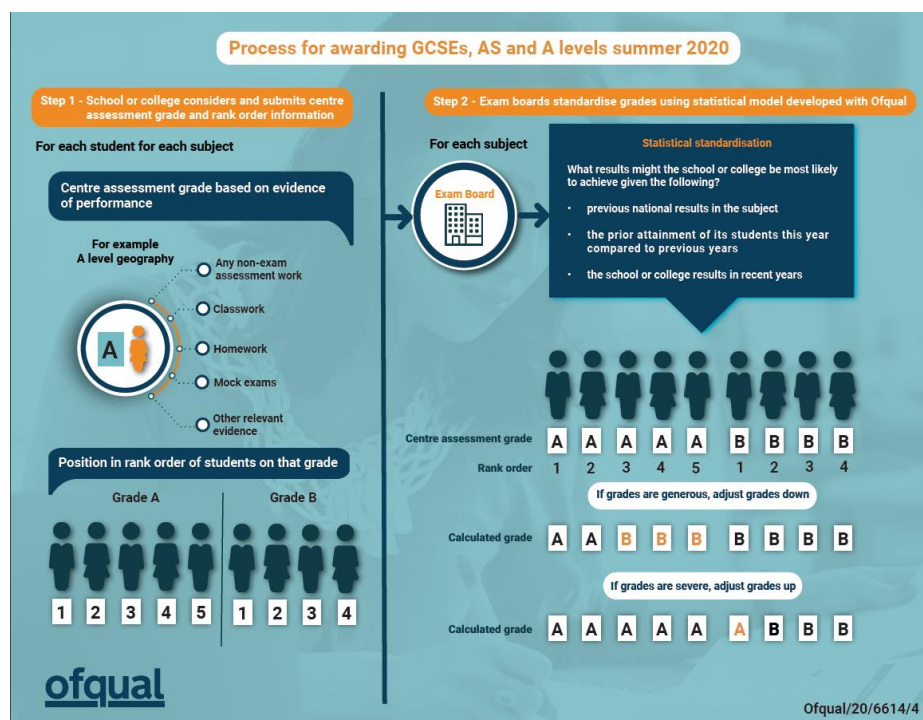 Process for awarding GCSEs, AS and A levels summer 2020
Step 1 - School or college considers and submits centre
assessment grade and rank order information
For each student for each subject
Centre assessment grade based on evidence
of performance
For example
A level geography
A
Any non-exam
assessment work
Classwork
Homework
Mock exams
Other relevant
evidence
Position in rank order of students on that grade
Grade A
Grade B
1 2 3 4 5 1 2 3 4
ofqual
Step 2 - Exam boards standardise grades using statistical model developed with Ofqual
For each subject
Exam Board
Statistical standardisation
What results might the school or college be most likely
to achieve given the following?
• previous national results in the subject
• the prior attainment of its students this year
compared to previous years
• the school or college results in recent years
Centre assessment grade A A A A A B B B B
Rank order 1 2 3 4 5 1 2 3 4
If grades are generous, adjust grades down
Calculated grade A A B B B B B B B
If grades are severe, adjust grades up
Calculated grade A A A A A A B B B
Ofqual/20/6614/4